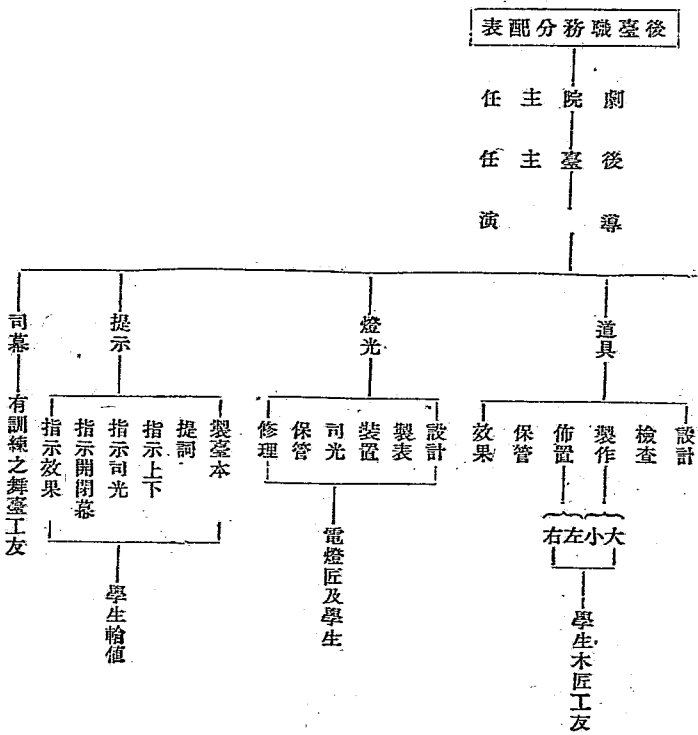 後臺職務分配表
劇院主任
後臺主任
導演
道具
設計
檢查
製作
大小
佈置
左右
保管
效果
學生木匠工友
燈光
設計
製表
裝置
司光
保管
修理
電燈匠及學生
提示
製臺本
提詞
指示上下
指示司光
指示開閉幕
指示效果
學生輪值
司幕
有訓練之舞臺工友